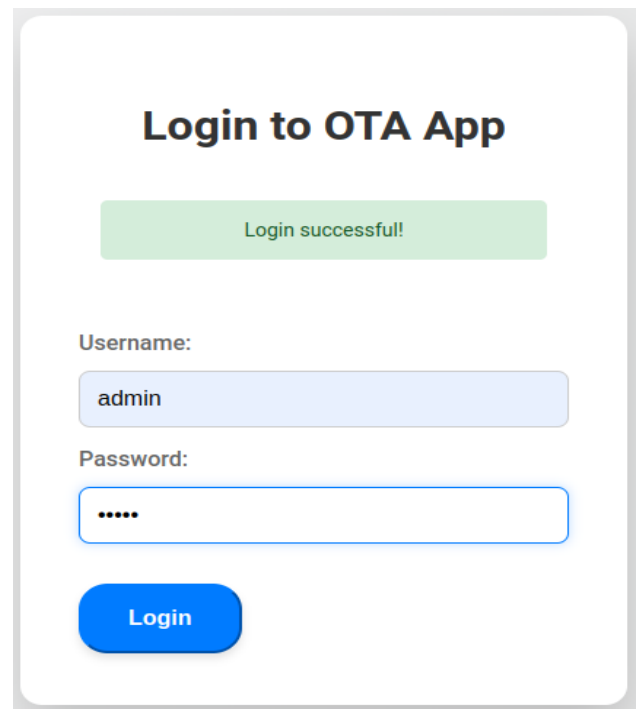 Login to OTA App
Login successful!
Username:
admin
Password:
•••••
Login